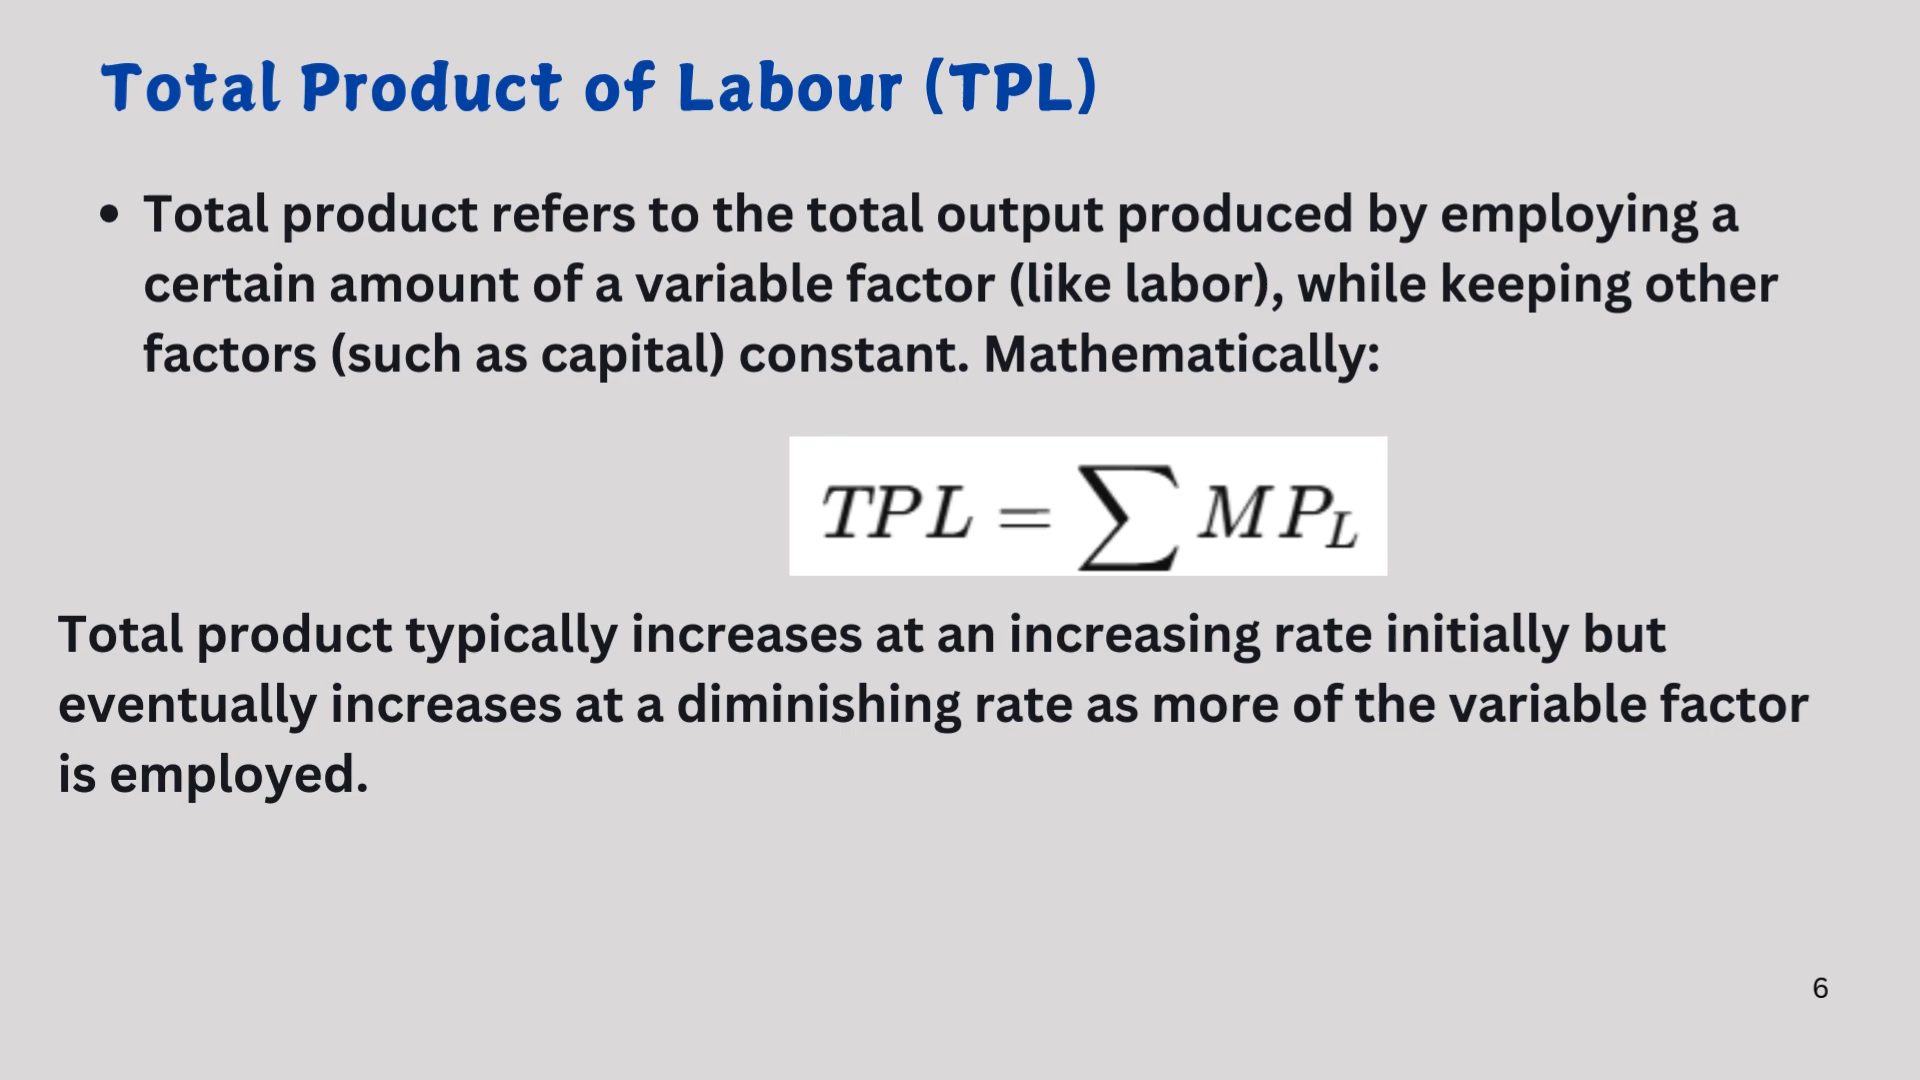 Total Product of Labour (TPL)
• Total product refers to the total output produced by employing a
certain amount of a variable factor (like labor), while keeping other
factors (such as capital) constant. Mathematically:
TPL = ∑ MP_L
Total product typically increases at an increasing rate initially but
eventually increases at a diminishing rate as more of the variable factor
is employed.
6